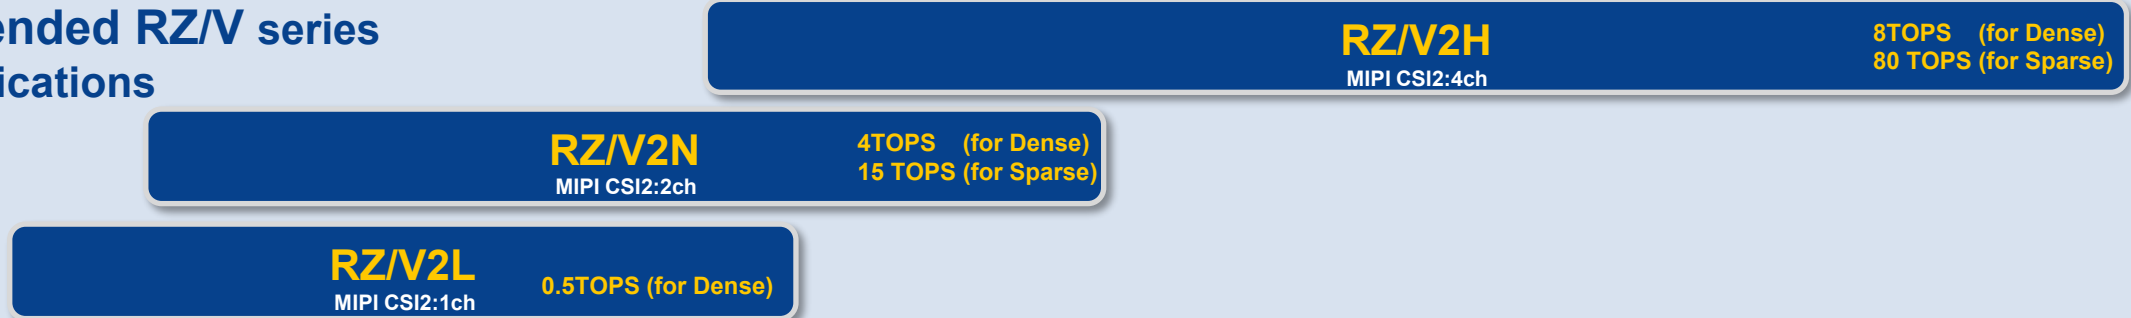 ended RZ/V series
ications
RZ/V2H
MIPI CSI2:4ch
8TOPS (for Dense)
80 TOPS (for Sparse)
RZ/V2N
MIPI CSI2:2ch
4TOPS (for Dense)
15 TOPS (for Sparse)
RZ/V2L
MIPI CSI2:1ch
0.5TOPS (for Dense)